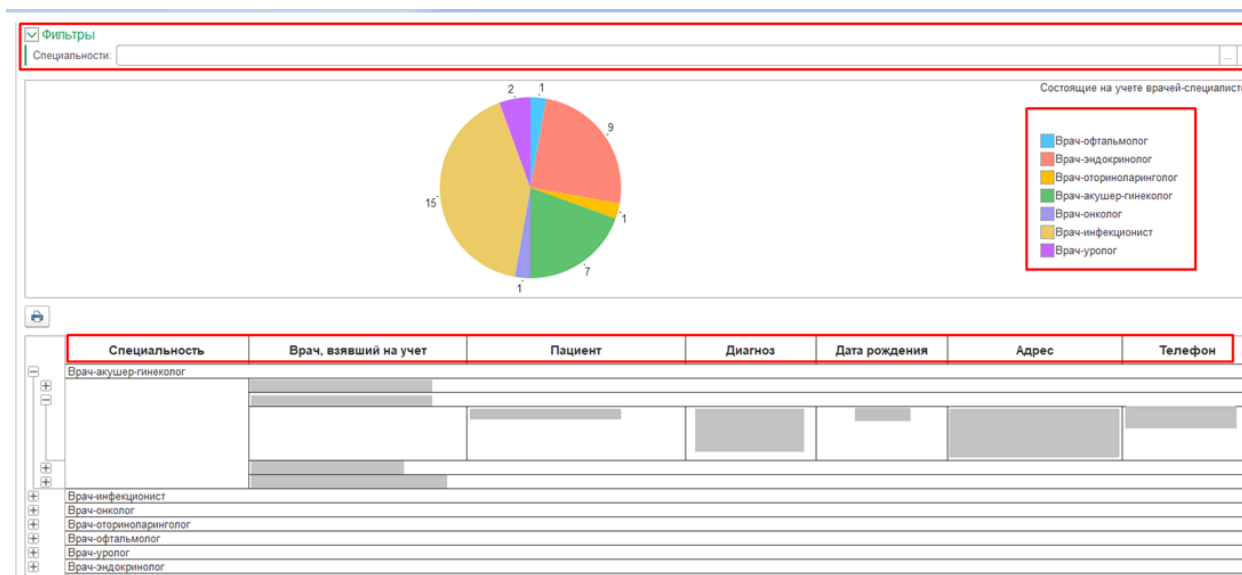 Фильтры
Специальности:
...
Состоящие на учете врачей-специалист
2
1
9
15
1
7
1
Врач-офтальмолог
Врач-эндокринолог
Врач-оториноларинголог
Врач-акушер-гинеколог
Врач-онколог
Врач-инфекционист
Врач-уролог
Специальность Врач, взявший на учет Пациент Диагноз Дата рождения Адрес Телефон
Врач-акушер-гинеколог
Врач-инфекционист
Врач-онколог
Врач-оториноларинголог
Врач-офтальмолог
Врач-уролог
Врач-эндокринолог